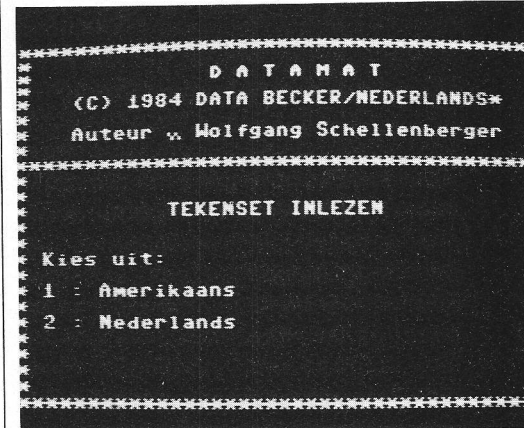 D A T A M A T
(C) 1984 DATA BECKER/NEDERLANDS*
Auteur : Wolfgang Schellenberger
TEKENSET INLEZEN
Kies uit:
1 : Amerikaans
2 : Nederlands